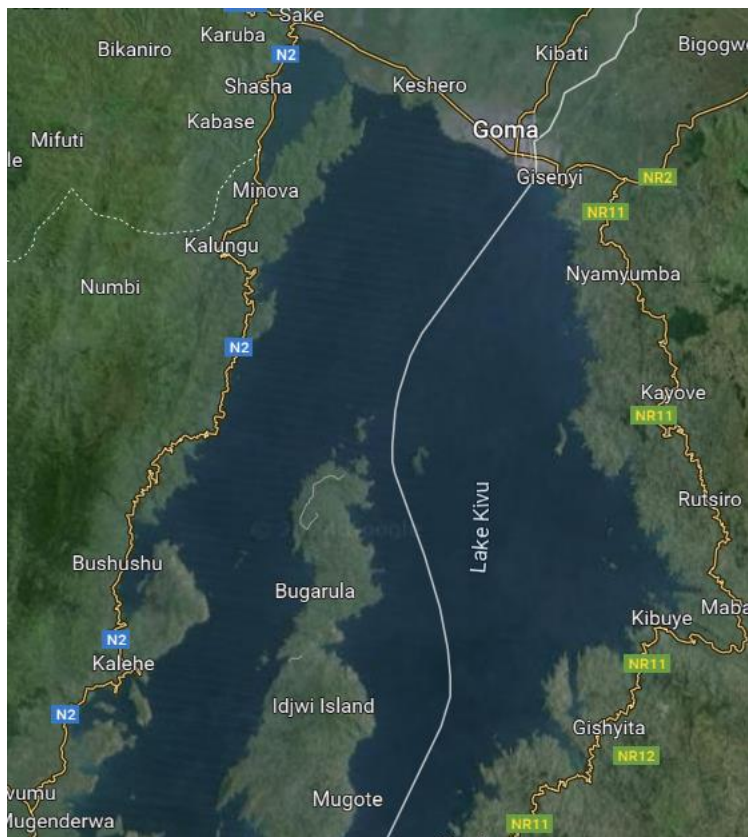 Sake
Karuba
Bikaniro
N2
Kibati
Bigogw
Shasha
Keshero
Kabase
Goma
Mifuti
le
Gisenyi
NR2
Minova
NR11
Kalungu
Nyamyumba
Numbi
N2
Kayove
NR11
Lake Kivu
Rutsiro
Bushushu
Bugarula
Maba
Kibuye
N2
Kalehe
NR11
Idjwi Island
N2
Gishyita
NR12
vumu
Mugote
Mugenderwa
NR11